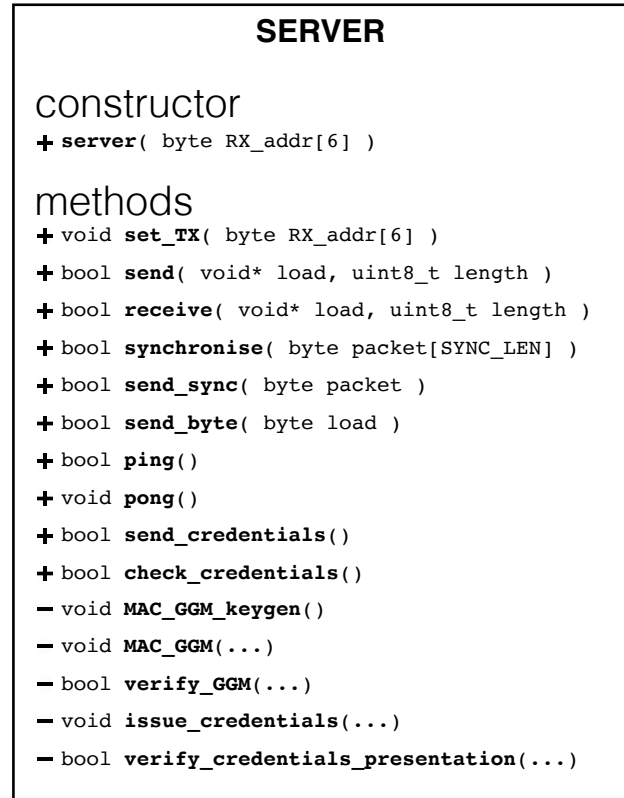 SERVER
constructor
+ server( byte RX_addr[6] )
methods
+ void set_TX( byte RX_addr[6] )
+ bool send( void* load, uint8_t length )
+ bool receive( void* load, uint8_t length )
+ bool synchronise( byte packet[SYNC_LEN] )
+ bool send_sync( byte packet )
+ bool send_byte( byte load )
+ bool ping()
+ void pong()
+ bool send_credentials()
+ bool check_credentials()
- void MAC_GGM_keygen()
- void MAC_GGM(...)
- bool verify_GGM(...)
- void issue_credentials(...)
- bool verify_credentials_presentation(...)